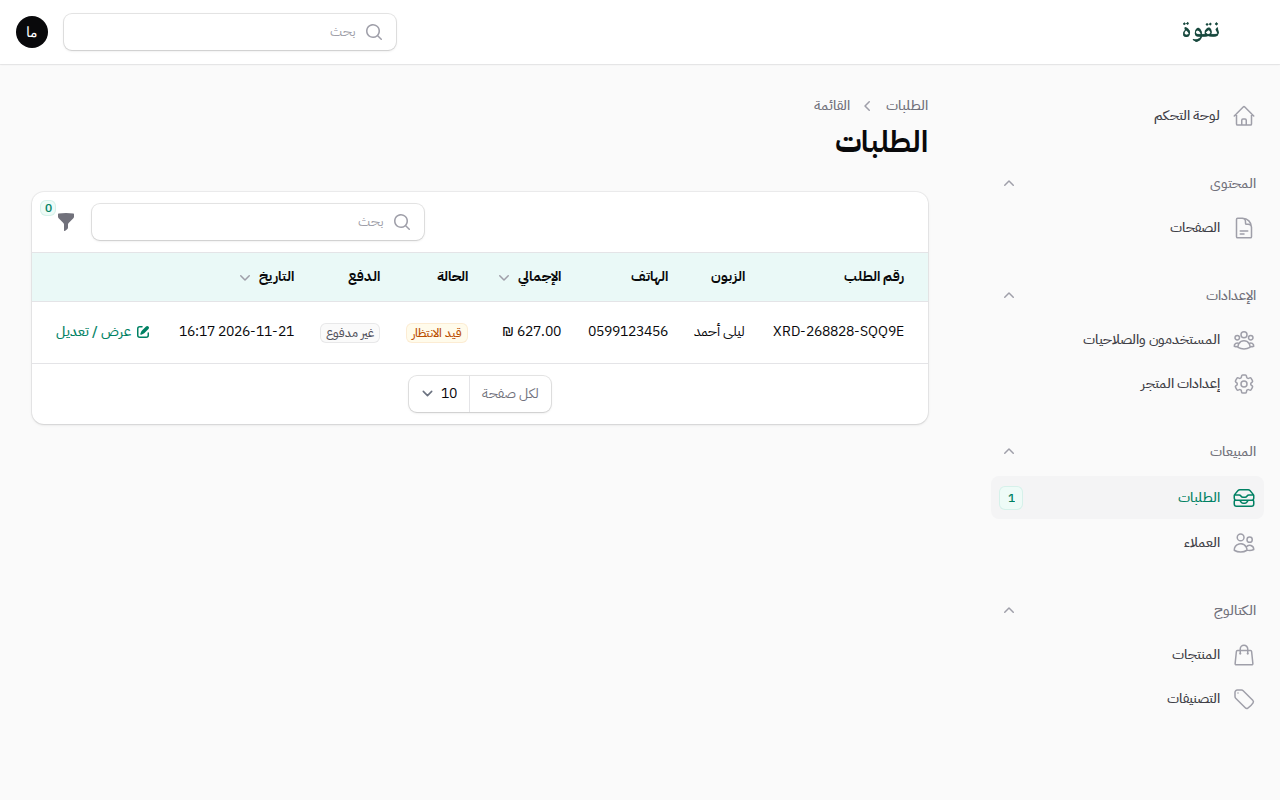 نقوة
بحث
ما
لوحة التحكم
المحتوى
الصفحات
الإعدادات
المستخدمون والصلاحيات
إعدادات المتجر
المبيعات
الطلبات
1
العملاء
الكتالوج
المنتجات
التصنيفات
الطلبات
القائمة
الطلبات
بحث
0
رقم الطلب الزبون الهاتف الإجمالي الحالة الدفع التاريخ
XRD-268828-SQQ9E ليلى أحمد 0599123456 627.00 ₪ قيد الانتظار غير مدفوع 2026-11-21 16:17 عرض / تعديل
لكل صفحة 10